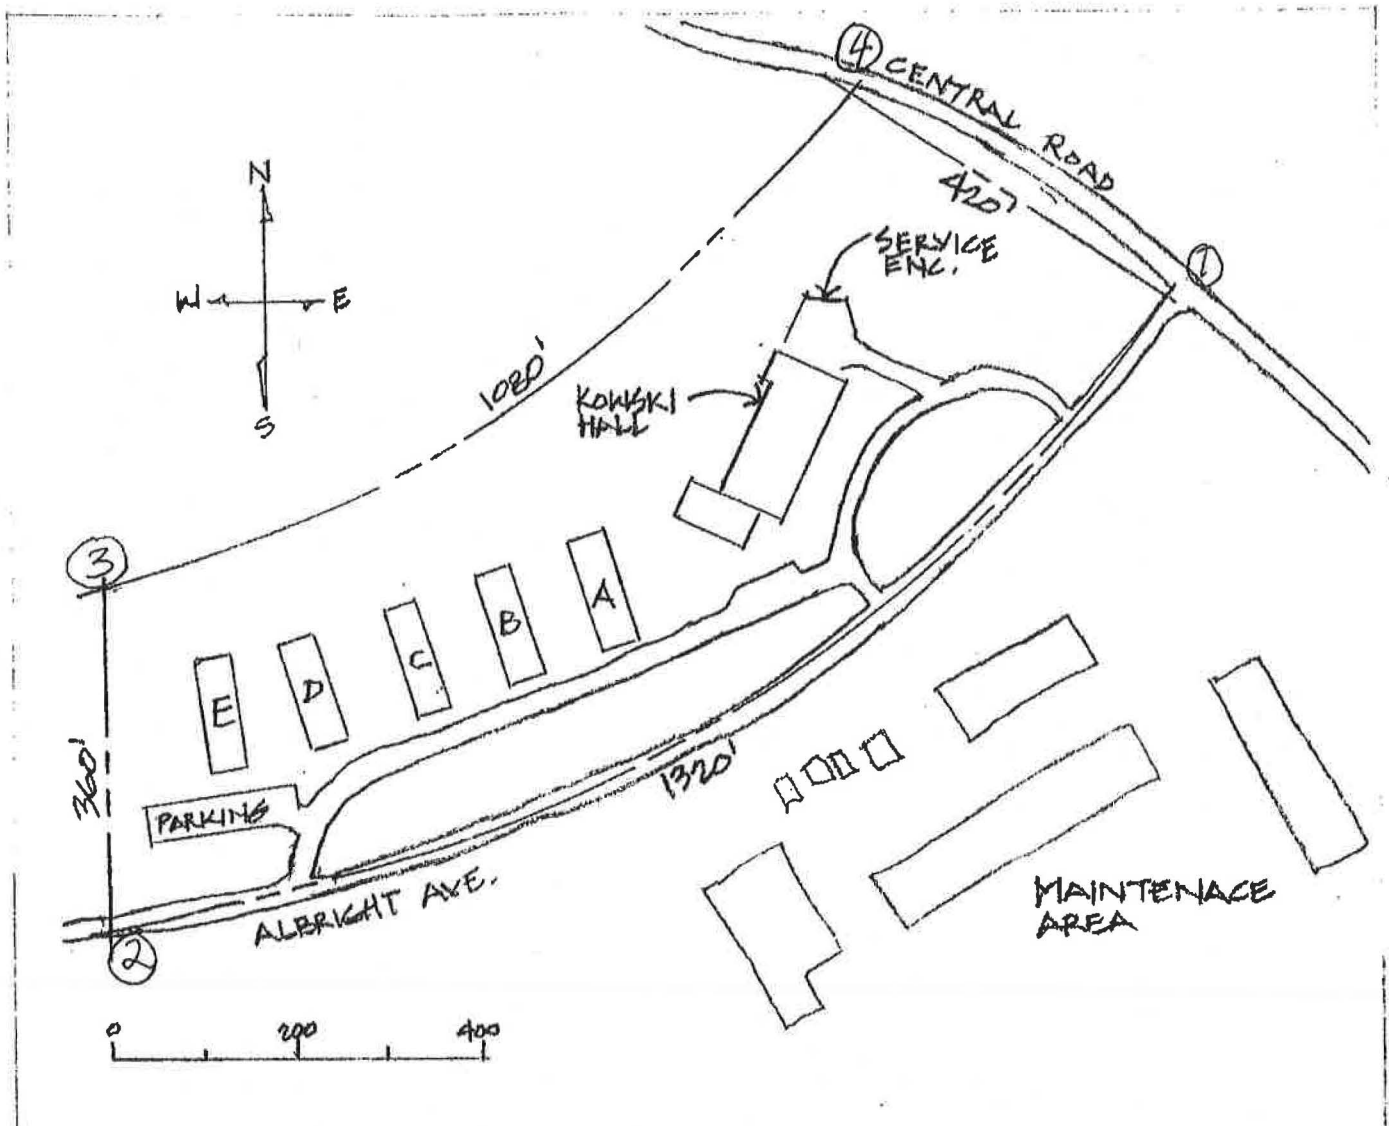 4
CENTRAL ROAD
N
420'
1
SERVICE
ENC.
W
E
1080'
KOWSKI
HALL
S
3
A
B
C
D
E
360'
1320'
PARKING
ALBRIGHT AVE.
MAINTENACE
AREA
2
0 200 400